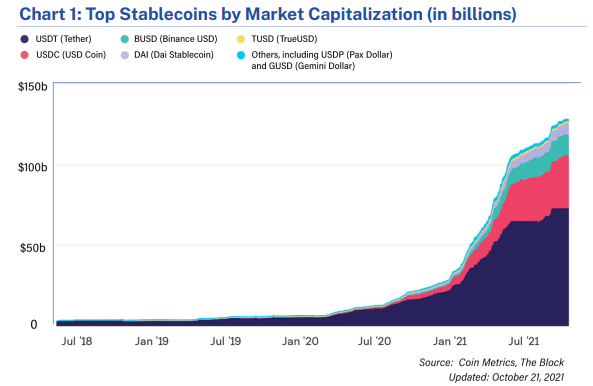 Chart 1: Top Stablecoins by Market Capitalization (in billions)
USDT (Tether) BUSD (Binance USD) TUSD (TrueUSD)
USDC (USD Coin) DAI (Dai Stablecoin) Others, including USDP (Pax Dollar)
and GUSD (Gemini Dollar)
$150b
$100b
$50b
0
Jul '18 Jan '19 Jul '19 Jan '20 Jul '20 Jan '21 Jul '21
Source: Coin Metrics, The Block
Updated: October 21, 2021